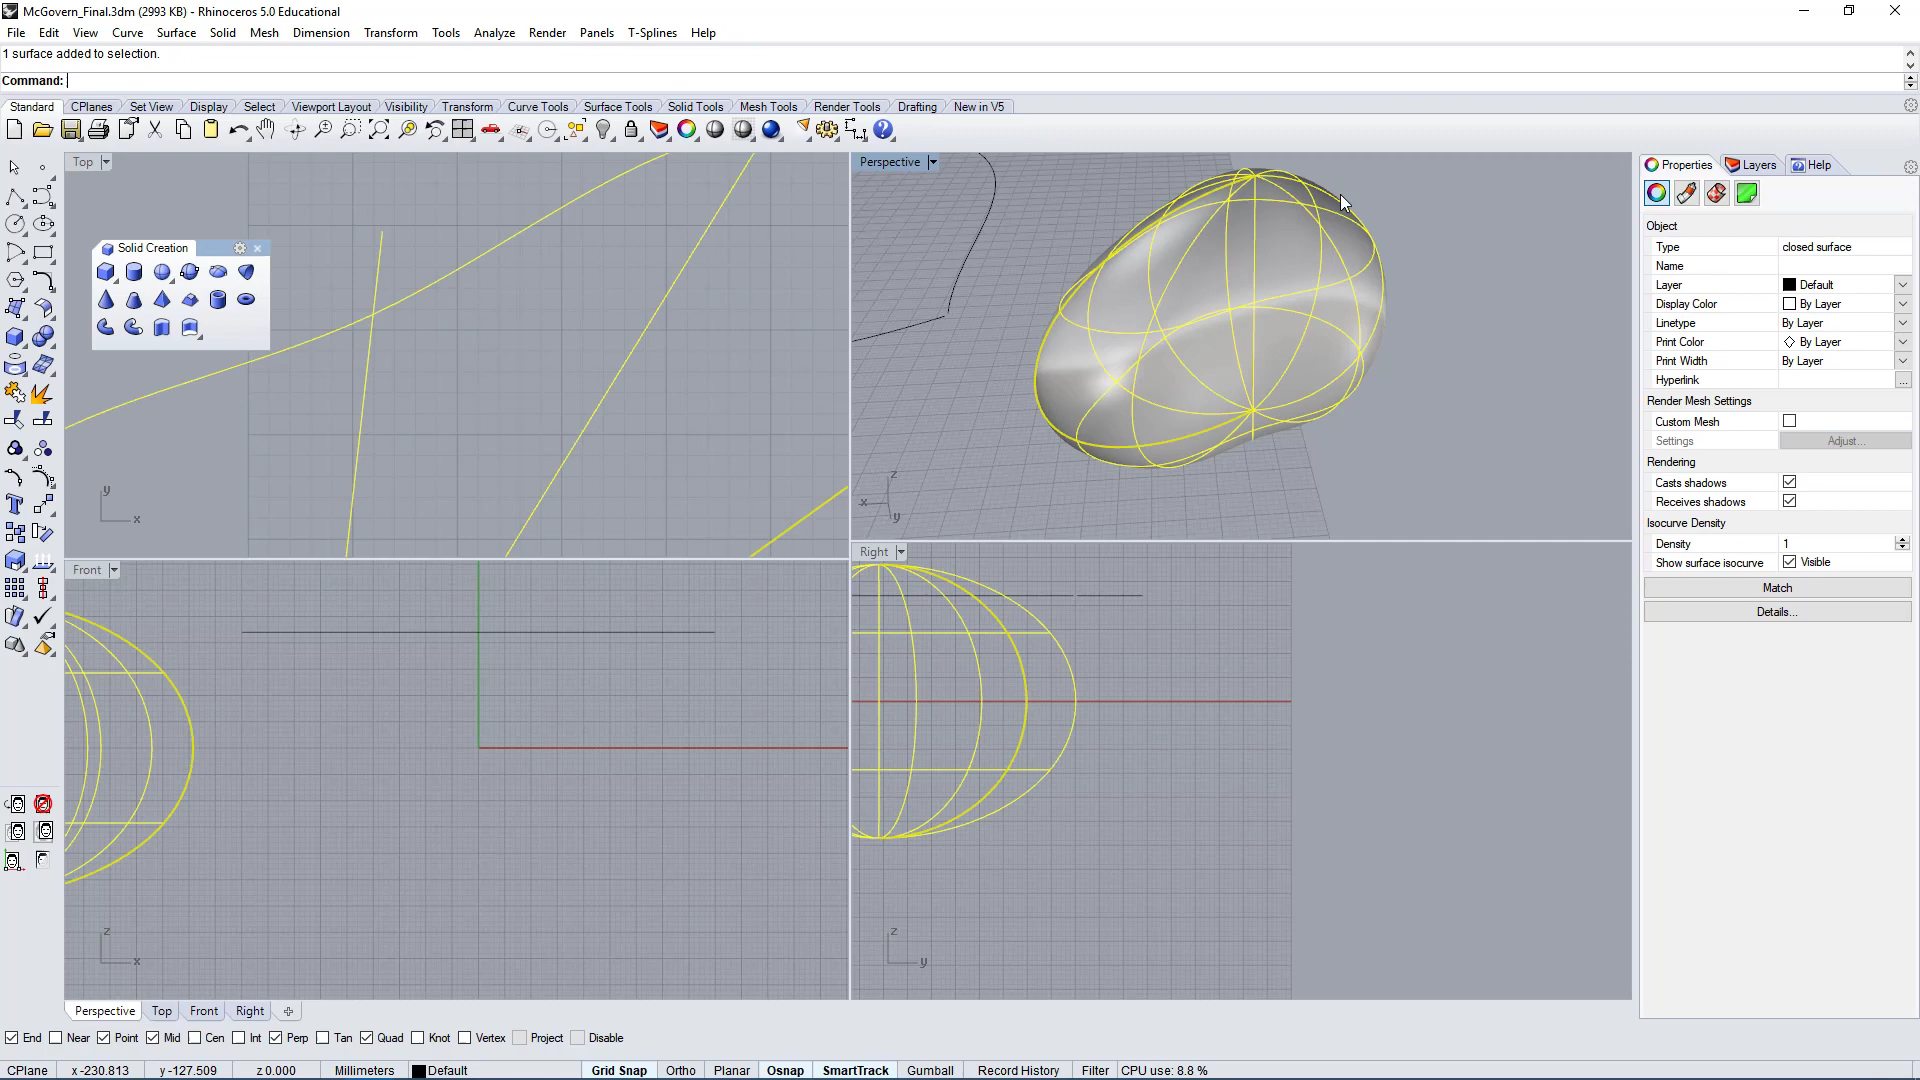 McGovern_Final.3dm (2993 KB) - Rhinoceros 5.0 Educational
File Edit View Curve Surface Solid Mesh Dimension Transform Tools Analyze Render Panels T-Splines Help
1 surface added to selection.
Command:
Standard CPlanes Set View Display Select Viewport Layout Visibility Transform Curve Tools Surface Tools Solid Tools Mesh Tools Render Tools Drafting New in V5
Top
Perspective
Properties Layers Help
Object
Type closed surface
Name
Layer Default
Display Color By Layer
Linetype By Layer
Print Color By Layer
Print Width By Layer
Hyperlink ...
Render Mesh Settings
Custom Mesh
Settings Adjust...
Rendering
Casts shadows
Receives shadows
Isocurve Density
Density 1
Show surface isocurve Visible
Match
Details...
Solid Creation
y
x
z
x
y
Front
Right
z
x
z
y
Perspective Top Front Right
End Near Point Mid Cen Int Perp Tan Quad Knot Vertex Project Disable
CPlane x -230.813 y -127.509 z 0.000 Millimeters Default Grid Snap Ortho Planar Osnap SmartTrack Gumball Record History Filter CPU use: 8.8 %